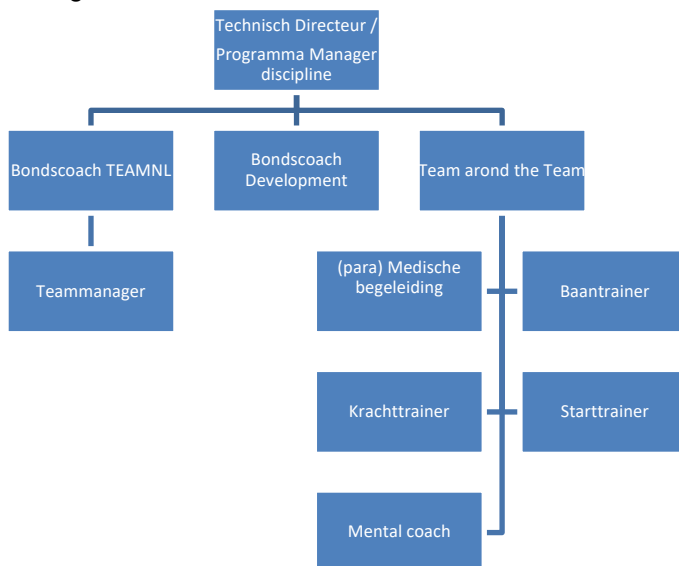 Technisch Directeur /
Programma Manager
discipline
Bondscoach TEAMNL
Bondscoach
Development
Team arond the Team
Teammanager
(para) Medische
begeleiding
Baantrainer
Krachttrainer
Starttrainer
Mental coach